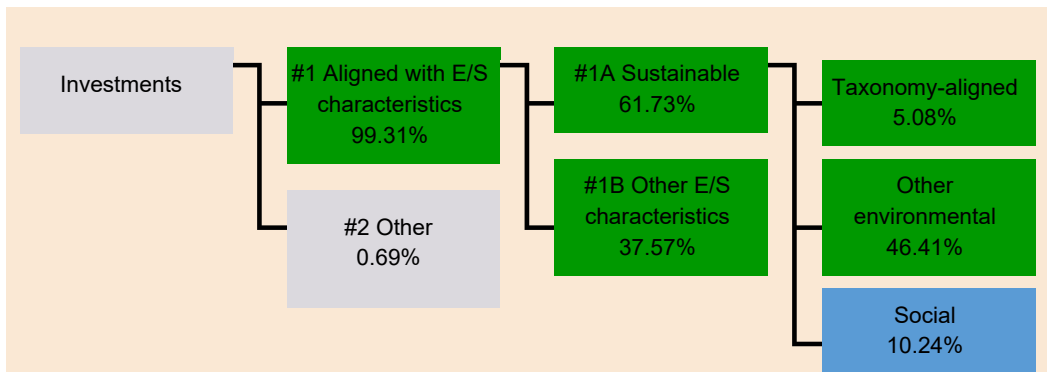 Investments
#1 Aligned with E/S
characteristics
99.31%
#2 Other
0.69%
#1A Sustainable
61.73%
#1B Other E/S
characteristics
37.57%
Taxonomy-aligned
5.08%
Other
environmental
46.41%
Social
10.24%